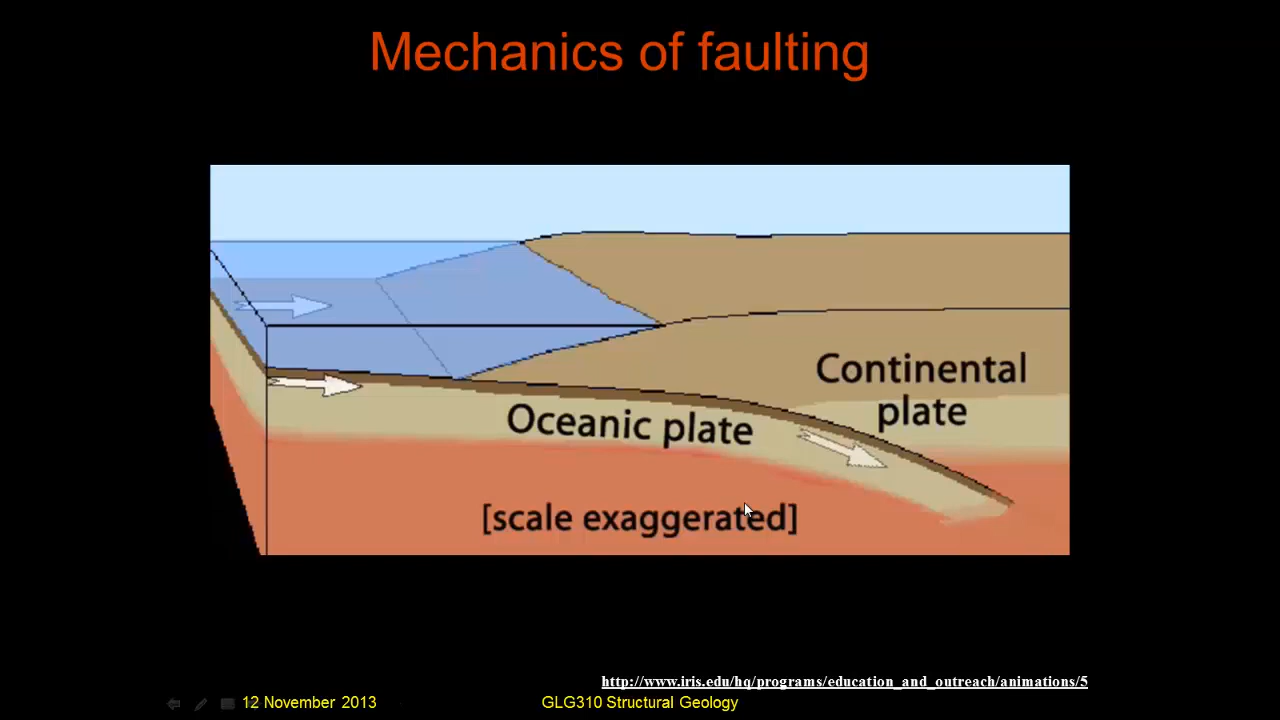 Mechanics of faulting
Continental
plate
Oceanic plate
[scale exaggerated]
http://www.iris.edu/hq/programs/education_and_outreach/animations/5
12 November 2013
GLG310 Structural Geology